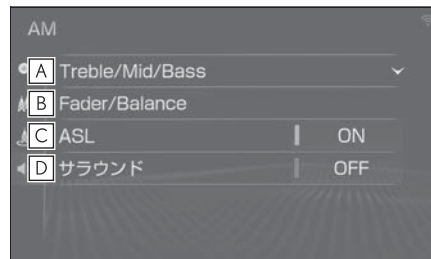 AM
A Treble/Mid/Bass
B Fader/Balance
C ASL ON
D サラウンド OFF